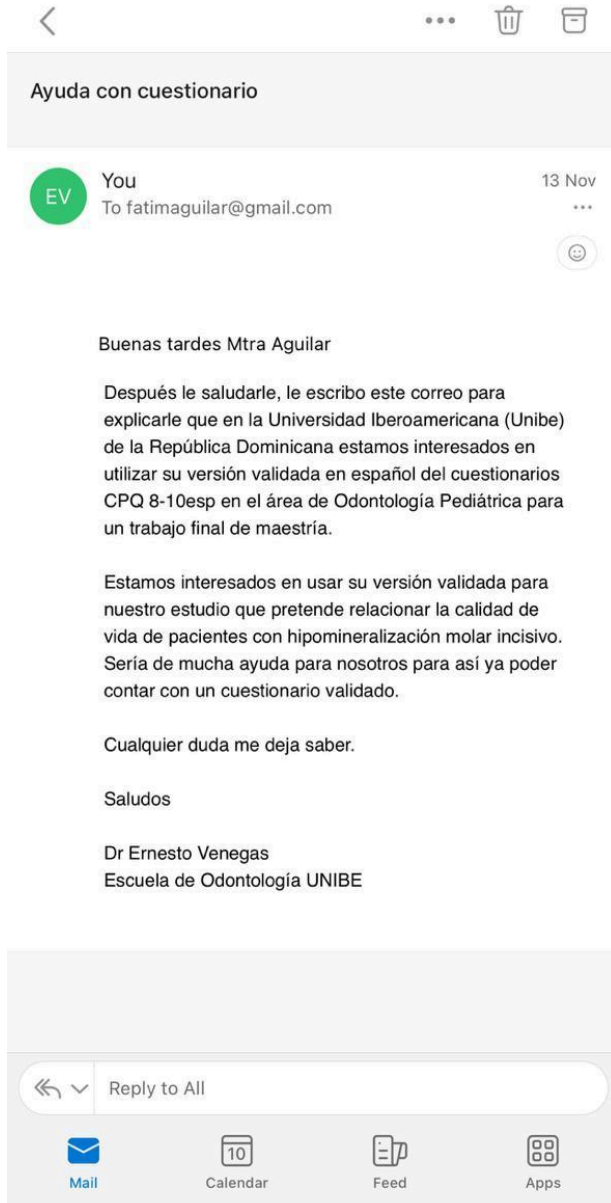 Ayuda con cuestionario
EV
You
13 Nov
To fatimaguilar@gmail.com
Buenas tardes Mtra Aguilar
Después le saludarle, le escribo este correo para
explicarle que en la Universidad Iberoamericana (Unibe)
de la República Dominicana estamos interesados en
utilizar su versión validada en español del cuestionarios
CPQ 8-10esp en el área de Odontología Pediátrica para
un trabajo final de maestría.
Estamos interesados en usar su versión validada para
nuestro estudio que pretende relacionar la calidad de
vida de pacientes con hipomineralización molar incisivo.
Sería de mucha ayuda para nosotros para así ya poder
contar con un cuestionario validado.
Cualquier duda me deja saber.
Saludos
Dr Ernesto Venegas
Escuela de Odontología UNIBE
Reply to All
10
Mail
Calendar
Feed
Apps